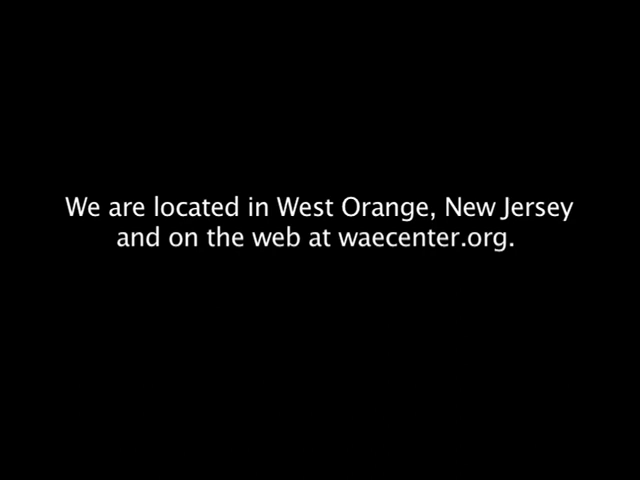 We are located in West Orange, New Jersey
and on the web at waecenter.org.